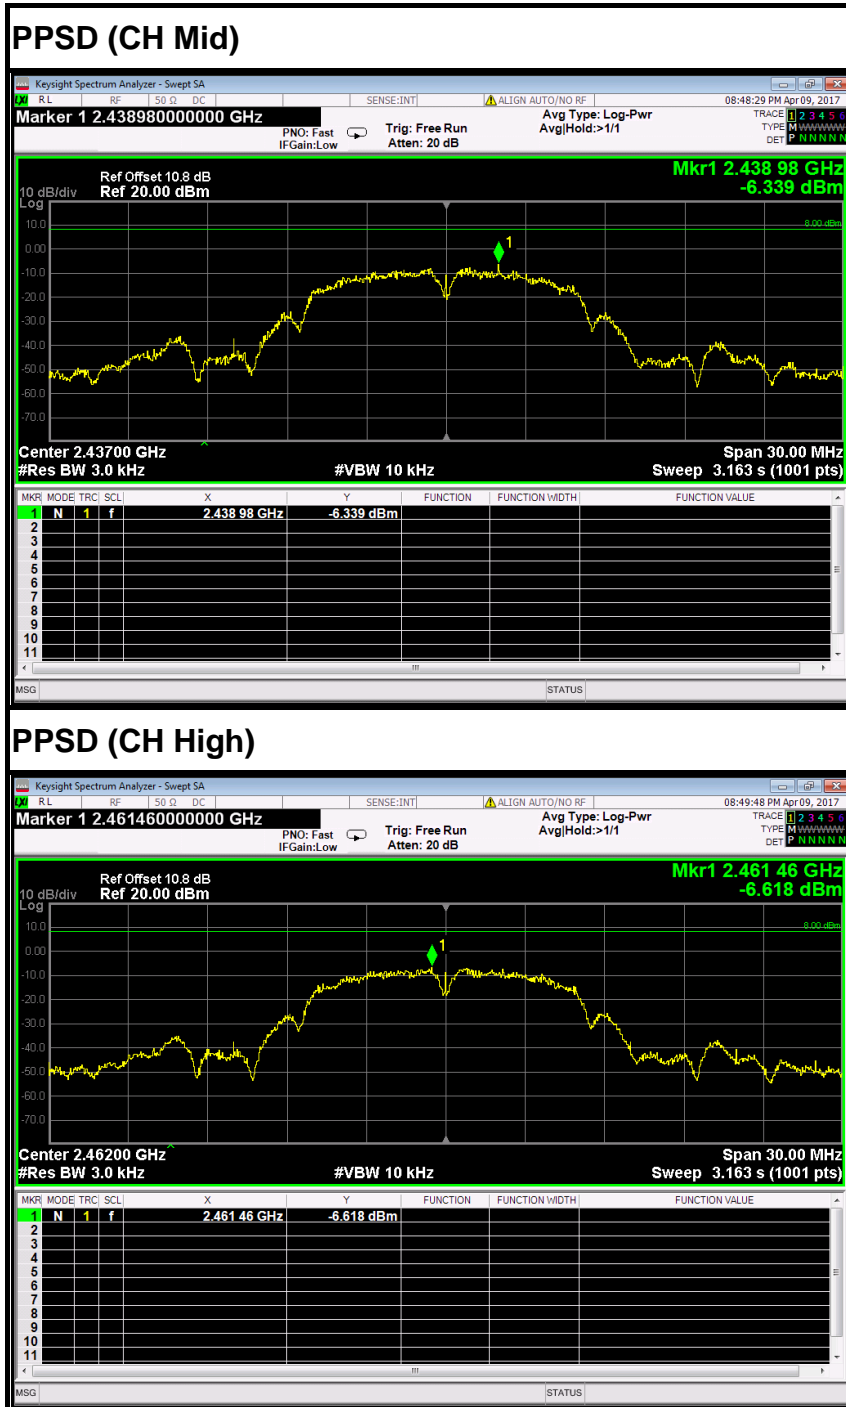 PPSD (CH Mid)
Keysight Spectrum Analyzer - Swept SA
LXI RL RF 50 Ω DC SENSE:INT ALIGN AUTO/NO RF 08:48:29 PM Apr 09, 2017
Marker 1 2.438980000000 GHz
PNO: Fast
IFGain:Low
Trig: Free Run
Atten: 20 dB
Avg Type: Log-Pwr
Avg|Hold:>1/1
TRACE 1 2 3 4 5 6
TYPE M WWWWW
DET P N N N N N
Mkr1 2.438 98 GHz
-6.339 dBm
10 dB/div
Log
Ref Offset 10.8 dB
Ref 20.00 dBm
10.0
0.00
-10.0
-20.0
-30.0
-40.0
-50.0
-60.0
-70.0
8.00 dBm
1
Center 2.43700 GHz
#Res BW 3.0 kHz
#VBW 10 kHz
Span 30.00 MHz
Sweep 3.163 s (1001 pts)
MKR MODE TRC SCL X Y FUNCTION FUNCTION WIDTH FUNCTION VALUE
1 N 1 f 2.438 98 GHz -6.339 dBm
2
3
4
5
6
7
8
9
10
11
MSG STATUS
PPSD (CH High)
Keysight Spectrum Analyzer - Swept SA
LXI RL RF 50 Ω DC SENSE:INT ALIGN AUTO/NO RF 08:49:48 PM Apr 09, 2017
Marker 1 2.461460000000 GHz
PNO: Fast
IFGain:Low
Trig: Free Run
Atten: 20 dB
Avg Type: Log-Pwr
Avg|Hold:>1/1
TRACE 1 2 3 4 5 6
TYPE M WWWWW
DET P N N N N N
Mkr1 2.461 46 GHz
-6.618 dBm
10 dB/div
Log
Ref Offset 10.8 dB
Ref 20.00 dBm
10.0
0.00
-10.0
-20.0
-30.0
-40.0
-50.0
-60.0
-70.0
8.00 dBm
1
Center 2.46200 GHz
#Res BW 3.0 kHz
#VBW 10 kHz
Span 30.00 MHz
Sweep 3.163 s (1001 pts)
MKR MODE TRC SCL X Y FUNCTION FUNCTION WIDTH FUNCTION VALUE
1 N 1 f 2.461 46 GHz -6.618 dBm
2
3
4
5
6
7
8
9
10
11
MSG STATUS